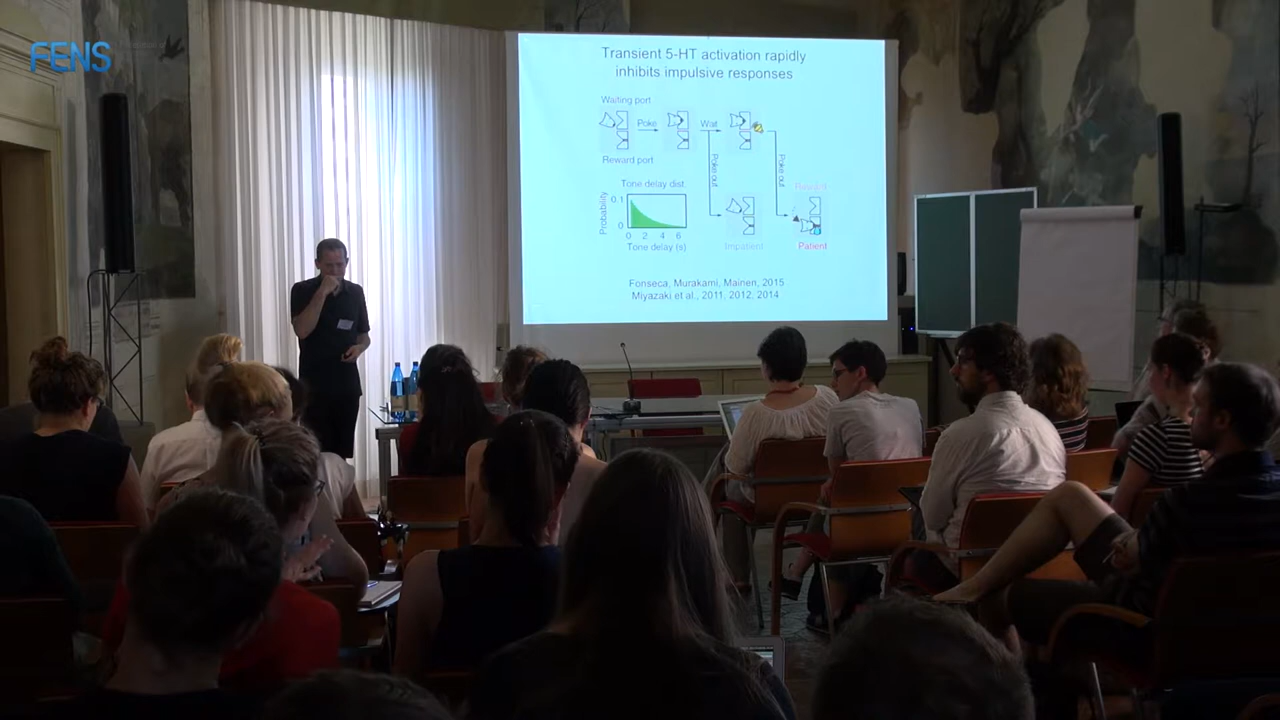 FENS
Transient 5-HT activation rapidly
inhibits impulsive responses
Waiting port
Poke
Wait
Poke out
Poke out
Reward port
Reward
Tone delay dist.
Probability
0.1
0
0 2 4 6
Tone delay (s)
Impatient
Patient
Fonseca, Murakami, Mainen, 2015
Miyazaki et al., 2011, 2012, 2014